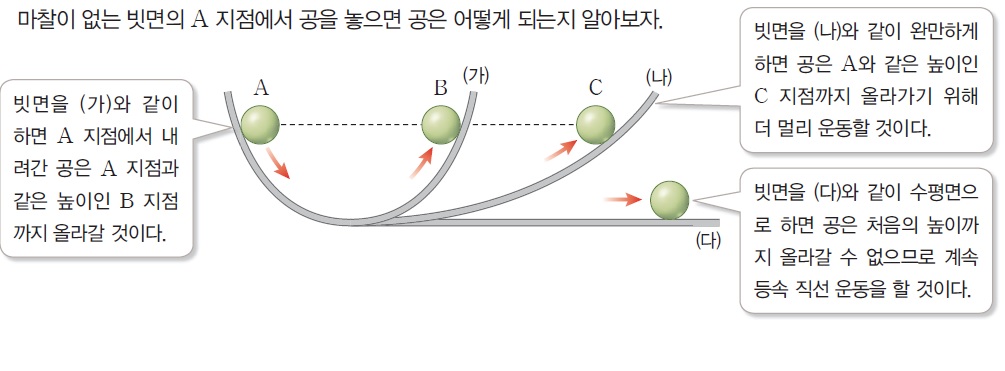 마찰이 없는 빗면의 A 지점에서 공을 놓으면 공은 어떻게 되는지 알아보자.
빗면을 (가)와 같이
하면 A 지점에서 내
려간 공은 A 지점과
같은 높이인 B 지점
까지 올라갈 것이다.
A
B
(가)
C
(나)
(다)
빗면을 (나)와 같이 완만하게
하면 공은 A와 같은 높이인
C 지점까지 올라가기 위해
더 멀리 운동할 것이다.
빗면을 (다)와 같이 수평면으
로 하면 공은 처음의 높이까
지 올라갈 수 없으므로 계속
등속 직선 운동을 할 것이다.